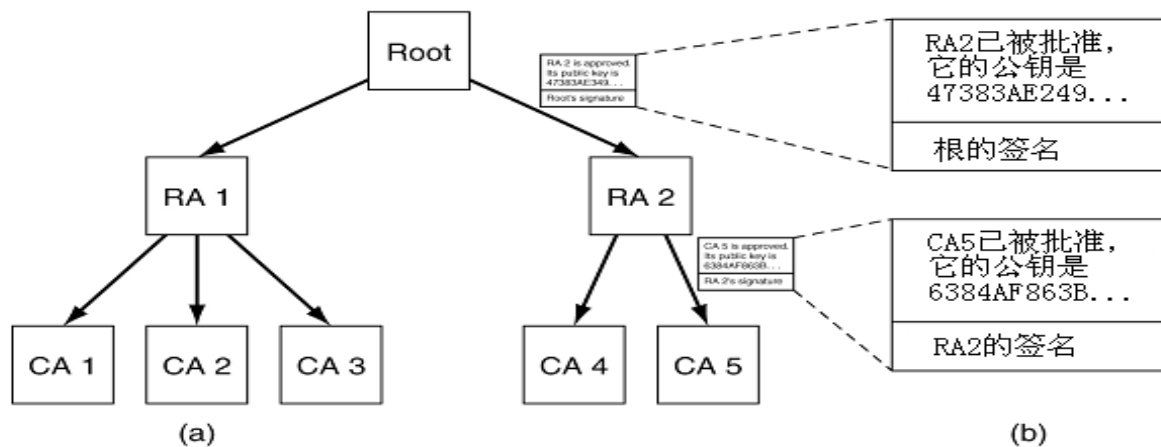 Root
RA 2 is approved.
Its public key is
47383AE349...
Root's signature
RA2已被批准，
它的公钥是
47383AE249...
根的签名
RA 1
RA 2
CA 5 is approved.
Its public key is
6384AF863B...
RA 2's signature
CA5已被批准，
它的公钥是
6384AF863B...
RA2的签名
CA 1
CA 2
CA 3
CA 4
CA 5
(a)
(b)